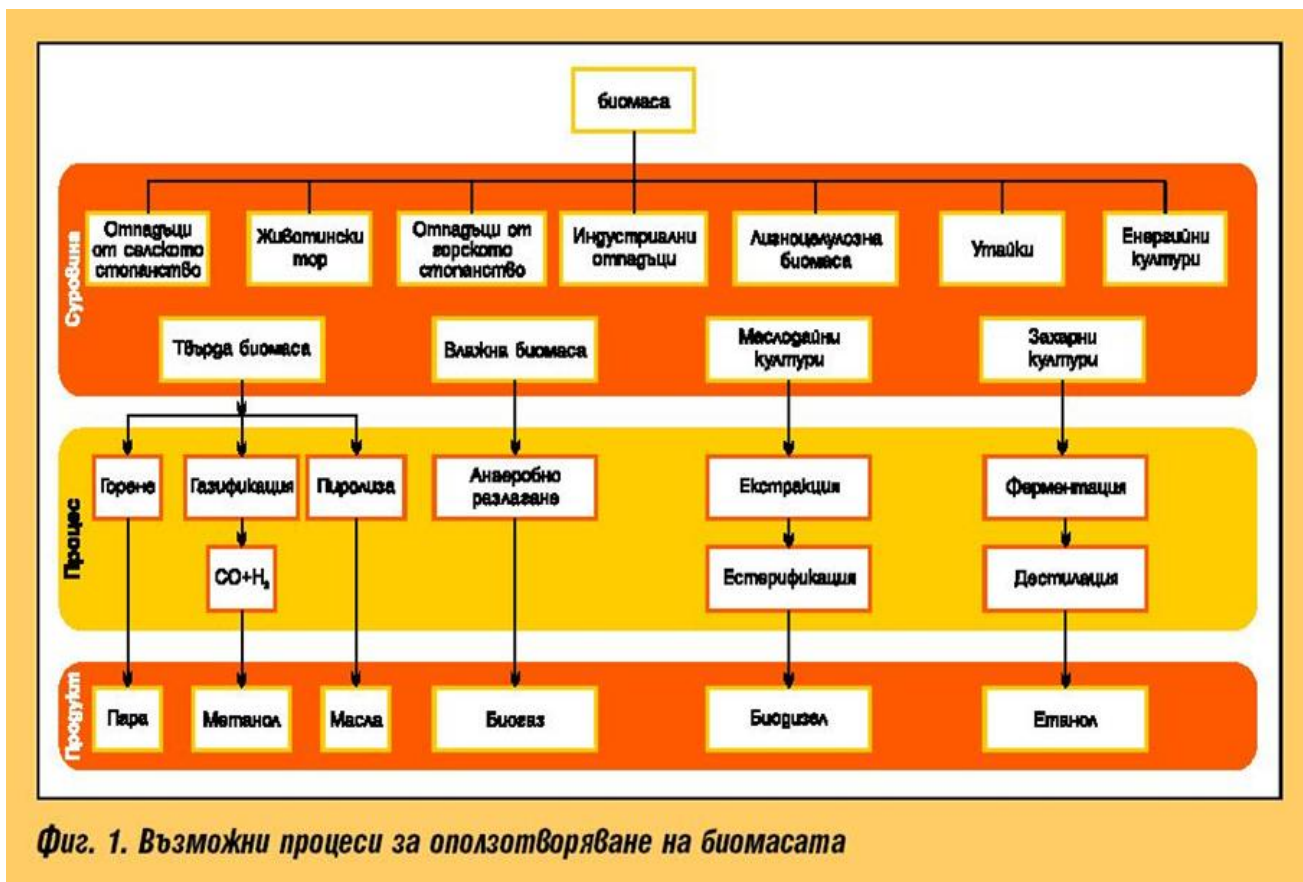 биомаса
Суровина
Отпадъци
от селското
стопанство
Животински
тор
Отпадъци от
горското
стопанство
Индустриални
отпадъци
Лигноцелулозна
биомаса
Утайки
Енергийни
култури
Твърда биомаса
Влажна биомаса
Маслодайни
култури
Захарни
култури
Процес
Горене
Газификация
Пиролиза
Анаеробно
разлагане
Екстракция
Ферментация
CO+H₂
Естерификация
Дестилация
Продукт
Пара
Метанол
Масла
Биогаз
Биодизел
Етанол
Фиг. 1. Възможни процеси за оползотворяване на биомасата